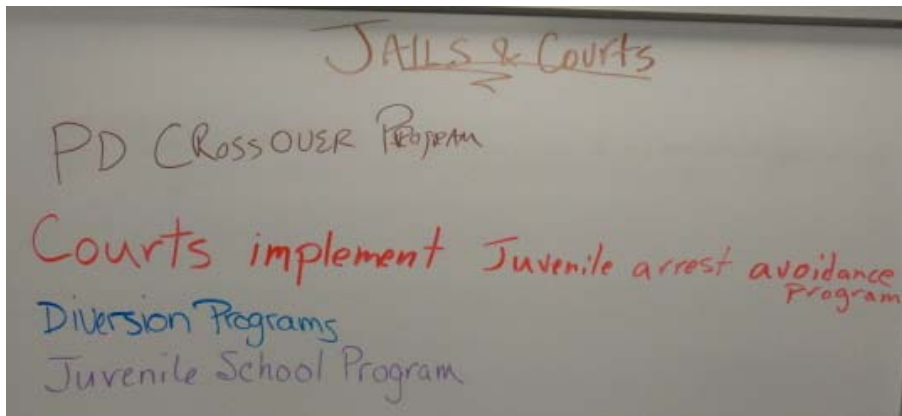 JAILS & Courts
PD CROSSOVER PROGRAM
Courts implement Juvenile arrest avoidance
program
Diversion Programs
Juvenile School Program